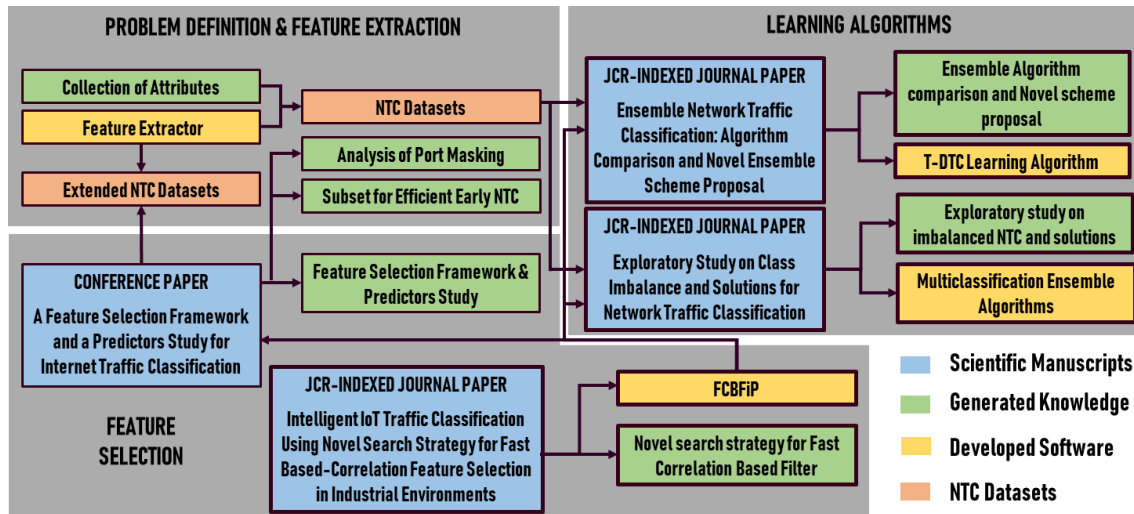 PROBLEM DEFINITION & FEATURE EXTRACTION
Collection of Attributes
Feature Extractor
NTC Datasets
Analysis of Port Masking
Extended NTC Datasets
Subset for Efficient Early NTC
LEARNING ALGORITHMS
JCR-INDEXED JOURNAL PAPER
Ensemble Network Traffic
Classification: Algorithm
Comparison and Novel Ensemble
Scheme Proposal
Ensemble Algorithm
comparison and Novel scheme
proposal
T-DTC Learning Algorithm
JCR-INDEXED JOURNAL PAPER
Exploratory Study on Class
Imbalance and Solutions for
Network Traffic Classification
Exploratory study on
imbalanced NTC and solutions
Multiclassification Ensemble
Algorithms
CONFERENCE PAPER
A Feature Selection Framework
and a Predictors Study for
Internet Traffic Classification
Feature Selection Framework &
Predictors Study
FEATURE
SELECTION
JCR-INDEXED JOURNAL PAPER
Intelligent IoT Traffic Classification
Using Novel Search Strategy for Fast
Based-Correlation Feature Selection
in Industrial Environments
FCBFiP
Novel search strategy for Fast
Correlation Based Filter
Scientific Manuscripts
Generated Knowledge
Developed Software
NTC Datasets